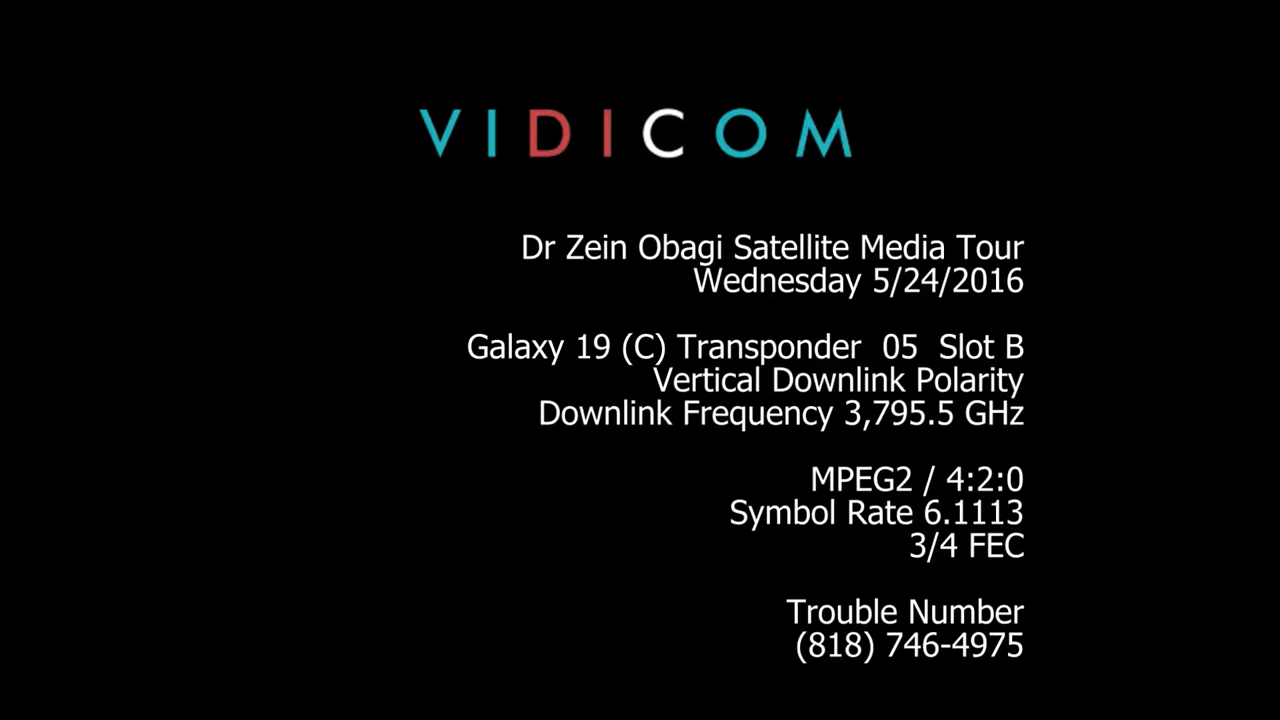 VIDICOM
Dr Zein Obagi Satellite Media Tour
Wednesday 5/24/2016
Galaxy 19 (C) Transponder 05 Slot B
Vertical Downlink Polarity
Downlink Frequency 3,795.5 GHz
MPEG2 / 4:2:0
Symbol Rate 6.1113
3/4 FEC
Trouble Number
(818) 746-4975